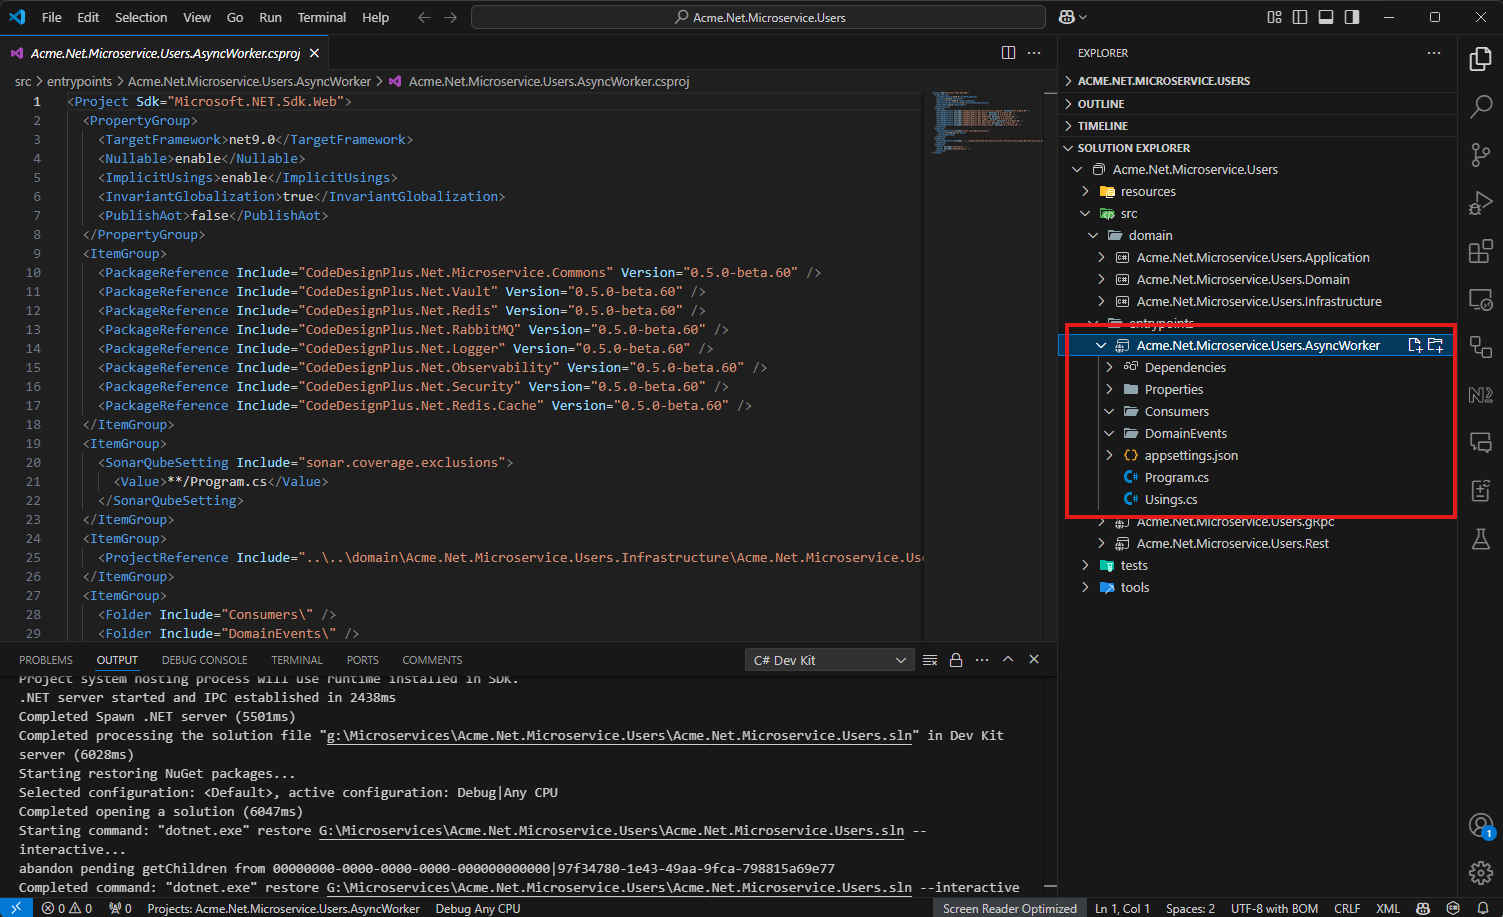 File Edit Selection View Go Run Terminal Help
Acme.Net.Microservice.Users
Acme.Net.Microservice.Users.AsyncWorker.csproj
src > entrypoints > Acme.Net.Microservice.Users.AsyncWorker > Acme.Net.Microservice.Users.AsyncWorker.csproj
1 <Project Sdk="Microsoft.NET.Sdk.Web">
2 <PropertyGroup>
3 <TargetFramework>net9.0</TargetFramework>
4 <Nullable>enable</Nullable>
5 <ImplicitUsings>enable</ImplicitUsings>
6 <InvariantGlobalization>true</InvariantGlobalization>
7 <PublishAot>false</PublishAot>
8 </PropertyGroup>
9 <ItemGroup>
10 <PackageReference Include="CodeDesignPlus.Net.Microservice.Commons" Version="0.5.0-beta.60" />
11 <PackageReference Include="CodeDesignPlus.Net.Vault" Version="0.5.0-beta.60" />
12 <PackageReference Include="CodeDesignPlus.Net.Redis" Version="0.5.0-beta.60" />
13 <PackageReference Include="CodeDesignPlus.Net.RabbitMQ" Version="0.5.0-beta.60" />
14 <PackageReference Include="CodeDesignPlus.Net.Logger" Version="0.5.0-beta.60" />
15 <PackageReference Include="CodeDesignPlus.Net.Observability" Version="0.5.0-beta.60" />
16 <PackageReference Include="CodeDesignPlus.Net.Security" Version="0.5.0-beta.60" />
17 <PackageReference Include="CodeDesignPlus.Net.Redis.Cache" Version="0.5.0-beta.60" />
18 </ItemGroup>
19 <ItemGroup>
20 <SonarQubeSetting Include="sonar.coverage.exclusions">
21 <Value>**/Program.cs</Value>
22 </SonarQubeSetting>
23 </ItemGroup>
24 <ItemGroup>
25 <ProjectReference Include="..\..\domain\Acme.Net.Microservice.Users.Infrastructure\Acme.Net.Microservice.Use
26 </ItemGroup>
27 <ItemGroup>
28 <Folder Include="Consumers\" />
29 <Folder Include="DomainEvents\" />
PROBLEMS OUTPUT DEBUG CONSOLE TERMINAL PORTS COMMENTS
C# Dev Kit
Project system hosting process will use runtime installed in SDK.
.NET server started and IPC established in 2438ms
Completed Spawn .NET server (5501ms)
Completed processing the solution file "g:\Microservices\Acme.Net.Microservice.Users\Acme.Net.Microservice.Users.sln" in Dev Kit
server (6028ms)
Starting restoring NuGet packages...
Selected configuration: <Default>, active configuration: Debug|Any CPU
Completed opening a solution (6047ms)
Starting command: "dotnet.exe" restore G:\Microservices\Acme.Net.Microservice.Users\Acme.Net.Microservice.Users.sln --
interactive...
abandon pending getChildren from 00000000-0000-0000-0000-000000000000|97f34780-1e43-49aa-9fca-798815a69e77
Completed command: "dotnet.exe" restore G:\Microservices\Acme.Net.Microservice.Users\Acme.Net.Microservice.Users.sln --interactive
EXPLORER
ACME.NET.MICROSERVICE.USERS
OUTLINE
TIMELINE
SOLUTION EXPLORER
Acme.Net.Microservice.Users
resources
src
domain
Acme.Net.Microservice.Users.Application
Acme.Net.Microservice.Users.Domain
Acme.Net.Microservice.Users.Infrastructure
entrypoints
Acme.Net.Microservice.Users.AsyncWorker
Dependencies
Properties
Consumers
DomainEvents
appsettings.json
Program.cs
Usings.cs
Acme.Net.Microservice.Users.gRpc
Acme.Net.Microservice.Users.Rest
tests
tools
1
0 0 0 Projects: Acme.Net.Microservice.Users.AsyncWorker Debug Any CPU Screen Reader Optimized Ln 1, Col 1 Spaces: 2 UTF-8 with BOM CRLF XML